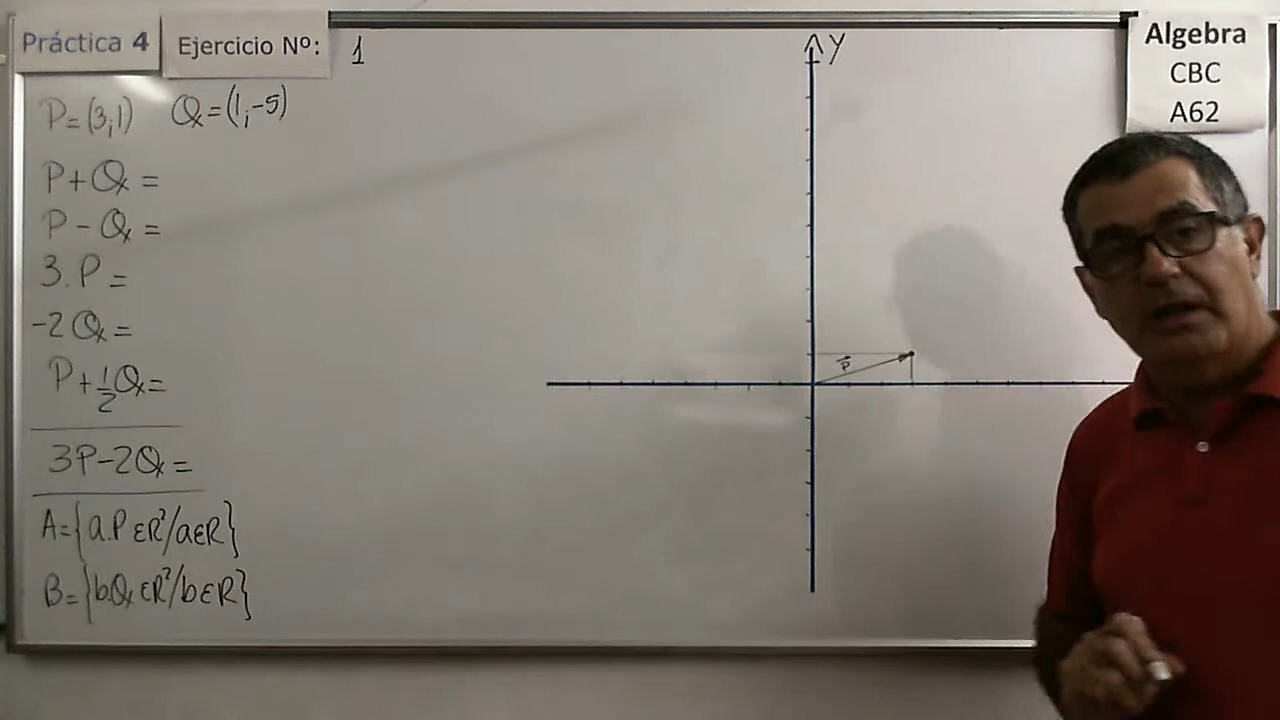 Práctica 4 Ejercicio Nº: 1
Algebra
CBC
A62
P=(3;1) Q=(1;-5)
P+Q=
P-Q=
3.P=
-2Q=
P+1/2Q=
3P-2Q=
A={a.P∈R²/a∈R}
B={b.Q∈R²/b∈R}
Y
P⃗